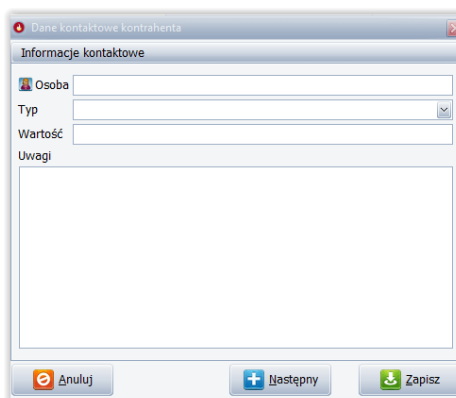 Dane kontaktowe kontrahenta
Informacje kontaktowe
Osoba
Typ
Wartość
Uwagi
Anuluj
Następny
Zapisz